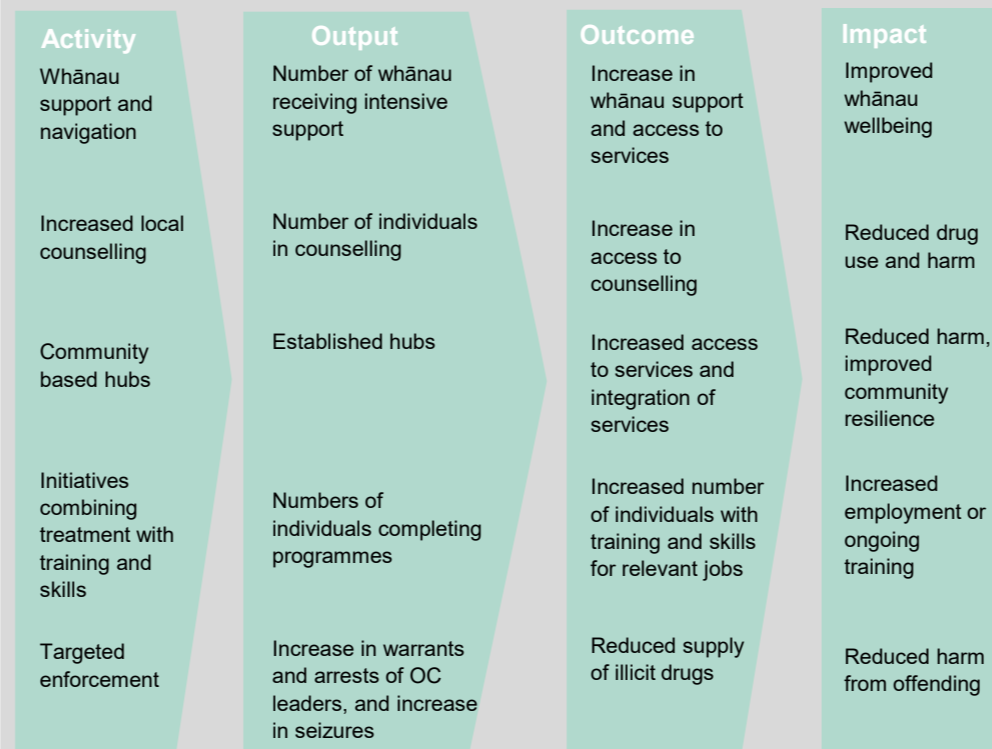 Activity
Whānau
support and
navigation
Increased local
counselling
Community
based hubs
Initiatives
combining
treatment with
training and
skills
Targeted
enforcement
Output
Number of whānau
receiving intensive
support
Number of individuals
in counselling
Established hubs
Numbers of
individuals completing
programmes
Increase in warrants
and arrests of OC
leaders, and increase
in seizures
Outcome
Increase in
whānau support
and access to
services
Increase in
access to
counselling
Increased access
to services and
integration of
services
Increased number
of individuals with
training and skills
for relevant jobs
Reduced supply
of illicit drugs
Impact
Improved
whānau
wellbeing
Reduced drug
use and harm
Reduced harm,
improved
community
resilience
Increased
employment or
ongoing
training
Reduced harm
from offending